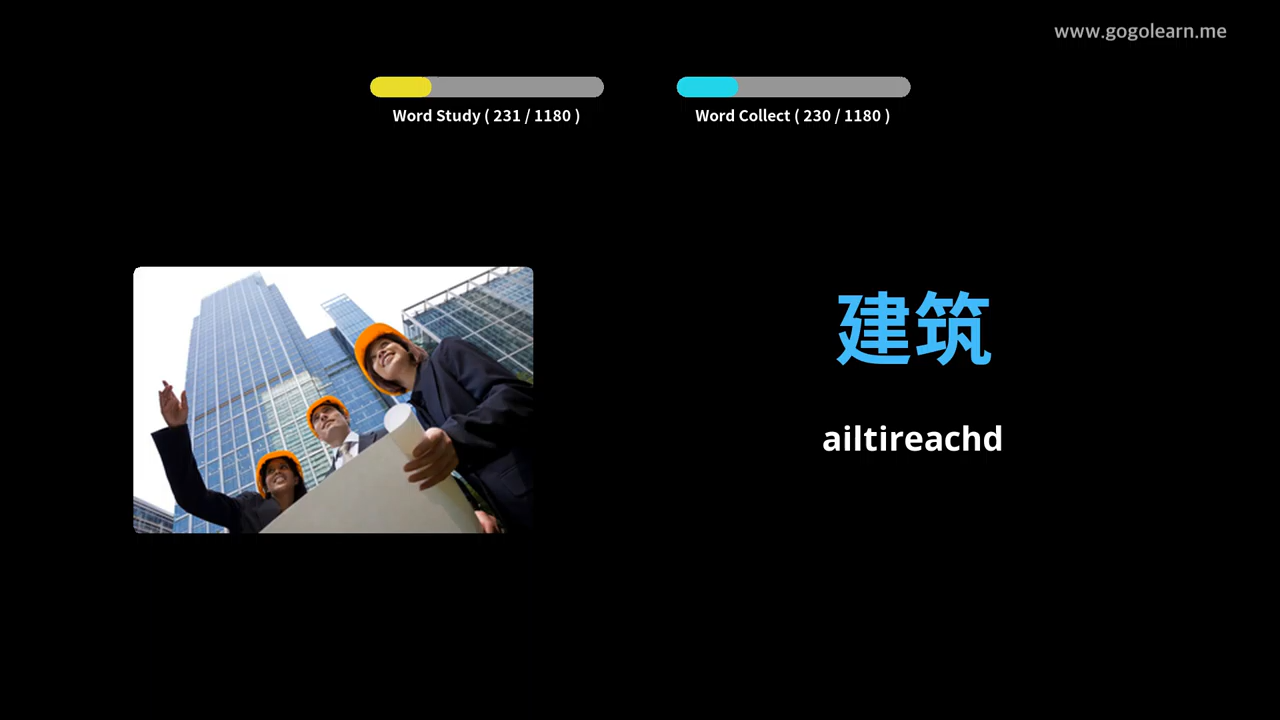 www.gogolearn.me
Word Study ( 231 / 1180 )
Word Collect ( 230 / 1180 )
建筑
ailtireachd